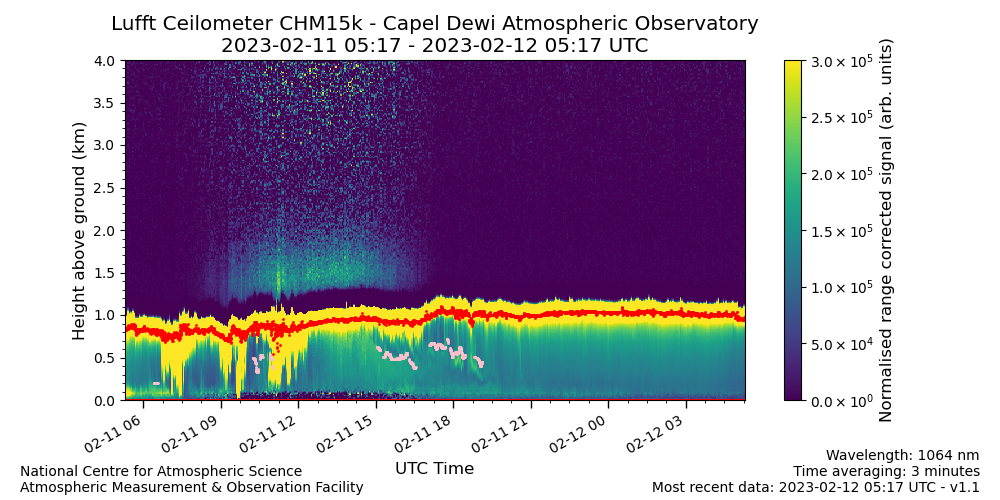 Lufft Ceilometer CHM15k - Capel Dewi Atmospheric Observatory
2023-02-11 05:17 - 2023-02-12 05:17 UTC
Height above ground (km)
4.0
3.5
3.0
2.5
2.0
1.5
1.0
0.5
0.0
02-11 06
02-11 09
02-11 12
02-11 15
02-11 18
02-11 21
02-12 00
02-12 03
UTC Time
3.0 × 10⁵
2.5 × 10⁵
2.0 × 10⁵
1.5 × 10⁵
1.0 × 10⁵
5.0 × 10⁴
0.0 × 10⁰
Normalised range corrected signal (arb. units)
National Centre for Atmospheric Science
Atmospheric Measurement & Observation Facility
Wavelength: 1064 nm
Time averaging: 3 minutes
Most recent data: 2023-02-12 05:17 UTC - v1.1